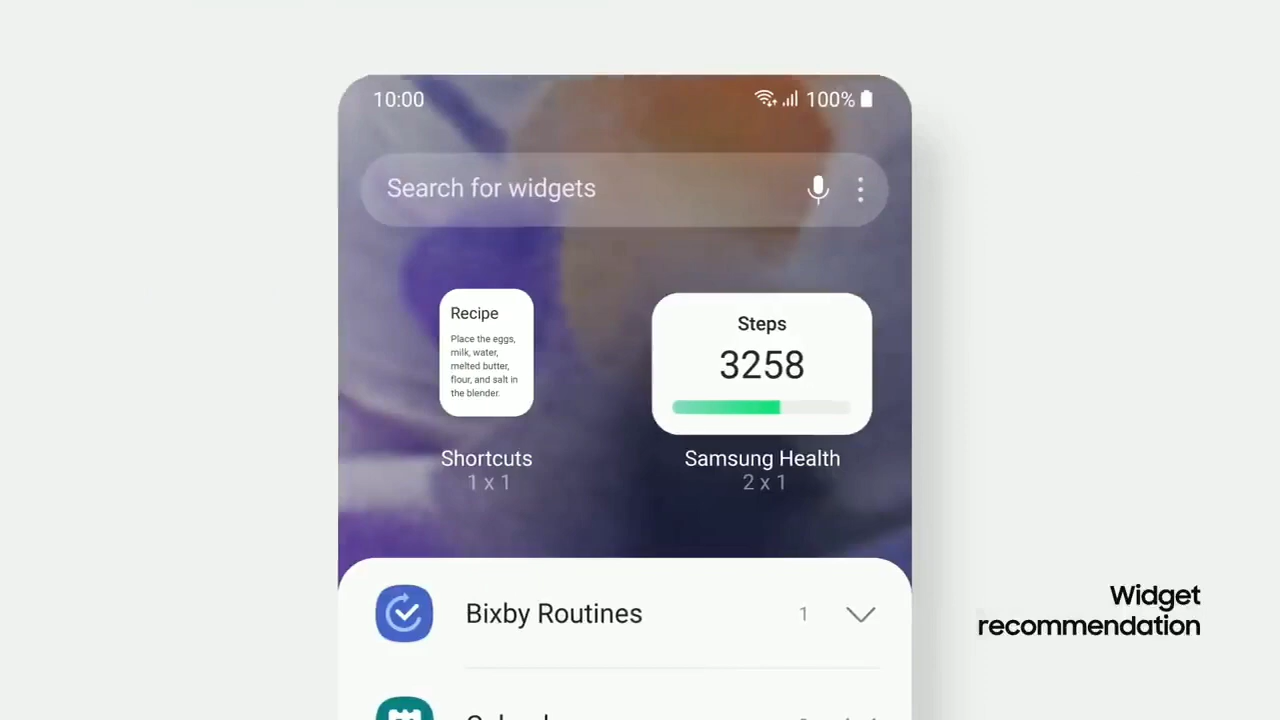 10:00
100%
Search for widgets
Recipe
Place the eggs,
milk, water,
melted butter,
flour, and salt in
the blender.
Steps
3258
Shortcuts
1 x 1
Samsung Health
2 x 1
Bixby Routines
1
Widget
recommendation